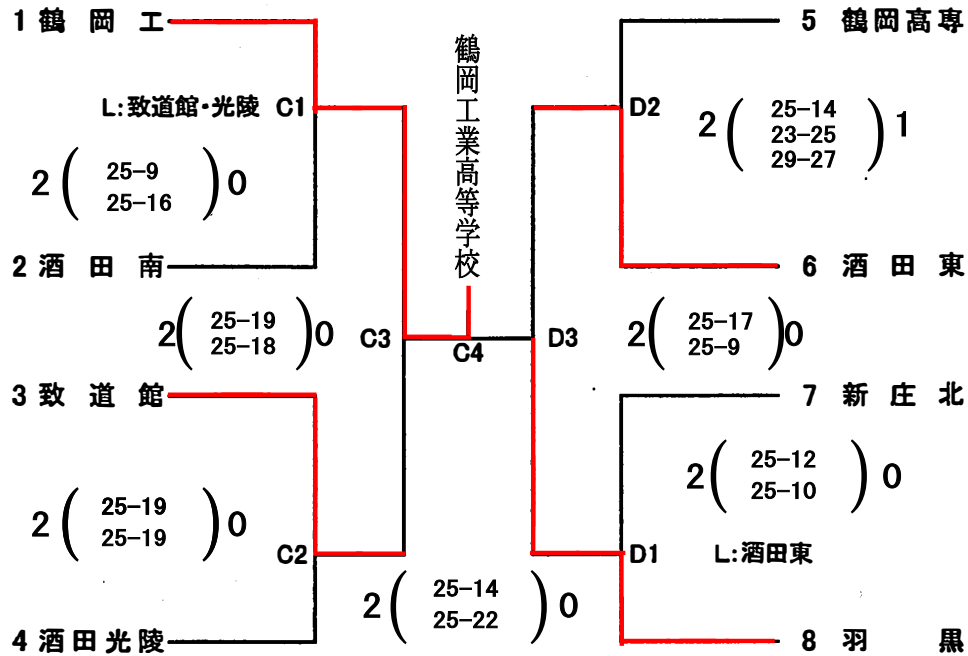 1 鶴岡工
5 鶴岡高専
鶴岡工業高等学校
L:致道館・光陵 C1
D2
2 ( 25-14 ) 1
23-25
29-27
2 ( 25-9 ) 0
25-16
2 酒田南
6 酒田東
2 ( 25-19 ) 0
25-18
C3
C4
D3
2 ( 25-17 ) 0
25-9
3 致道館
7 新庄北
2 ( 25-12 ) 0
25-10
2 ( 25-19 ) 0
25-19
C2
D1
L:酒田東
2 ( 25-14 ) 0
25-22
4 酒田光陵
8 羽黒